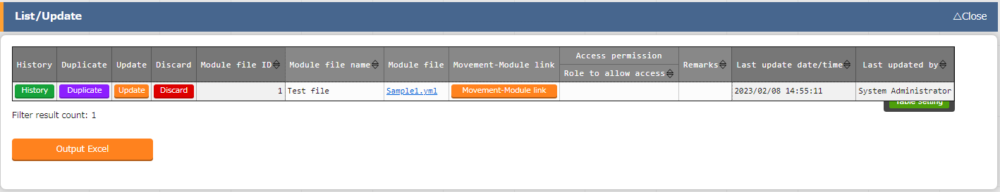 List/Update
△Close
History Duplicate Update Discard Module file ID Module file name Module file Movement-Module link Access permission Role to allow access Remarks Last update date/time Last updated by
History Duplicate Update Discard 1 Test file Sample1.yml Movement-Module link 2023/02/08 14:55:11 System Administrator
Table setting
Filter result count: 1
Output Excel